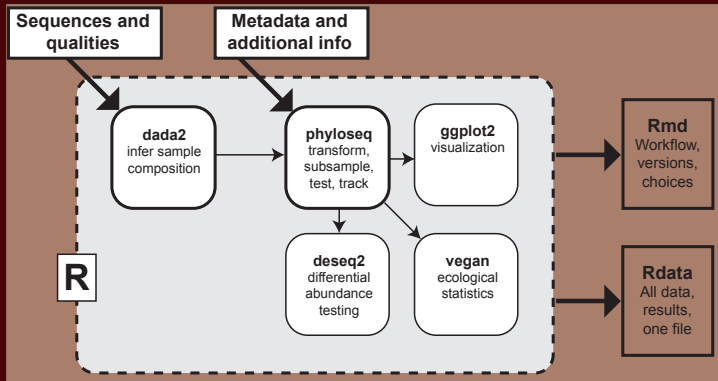 Sequences and
qualities
Metadata and
additional info
dada2
infer sample
composition
phyloseq
transform,
subsample,
test, track
ggplot2
visualization
Rmd
Workflow,
versions,
choices
R
deseq2
differential
abundance
testing
vegan
ecological
statistics
Rdata
All data,
results,
one file